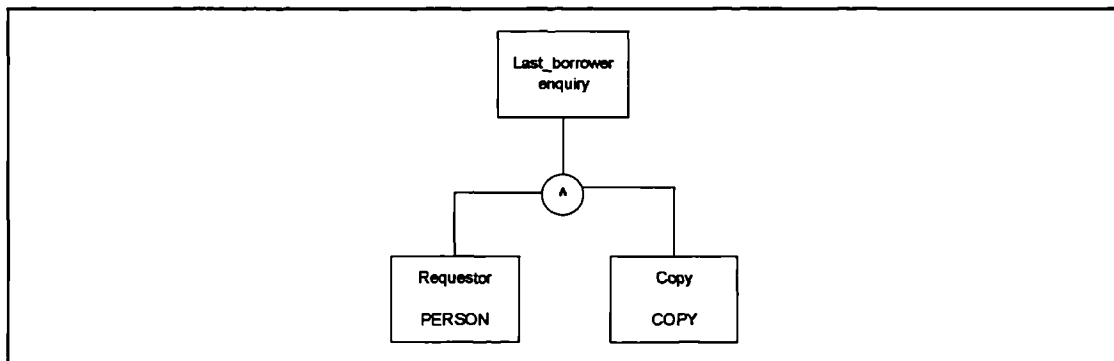 Last_borrower
enquiry
^
Requestor
PERSON
Copy
COPY